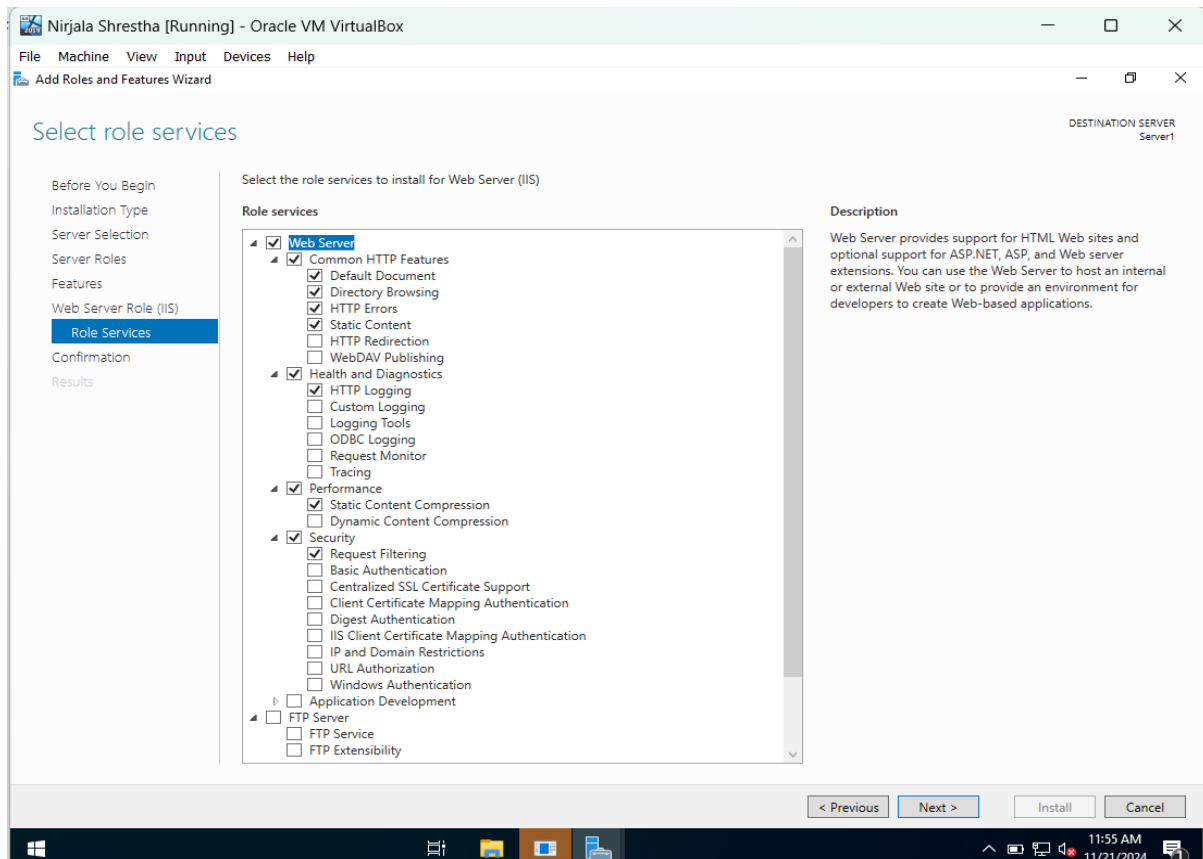 Nirjala Shrestha [Running] - Oracle VM VirtualBox
File Machine View Input Devices Help
Add Roles and Features Wizard
Select role services
DESTINATION SERVER
Server1
Before You Begin
Installation Type
Server Selection
Server Roles
Features
Web Server Role (IIS)
Role Services
Confirmation
Results
Select the role services to install for Web Server (IIS)
Role services
Web Server
Common HTTP Features
Default Document
Directory Browsing
HTTP Errors
Static Content
HTTP Redirection
WebDAV Publishing
Health and Diagnostics
HTTP Logging
Custom Logging
Logging Tools
ODBC Logging
Request Monitor
Tracing
Performance
Static Content Compression
Dynamic Content Compression
Security
Request Filtering
Basic Authentication
Centralized SSL Certificate Support
Client Certificate Mapping Authentication
Digest Authentication
IIS Client Certificate Mapping Authentication
IP and Domain Restrictions
URL Authorization
Windows Authentication
Application Development
FTP Server
FTP Service
FTP Extensibility
Description
Web Server provides support for HTML Web sites and
optional support for ASP.NET, ASP, and Web server
extensions. You can use the Web Server to host an internal
or external Web site or to provide an environment for
developers to create Web-based applications.
< Previous Next > Install Cancel
11:55 AM
11/21/2024